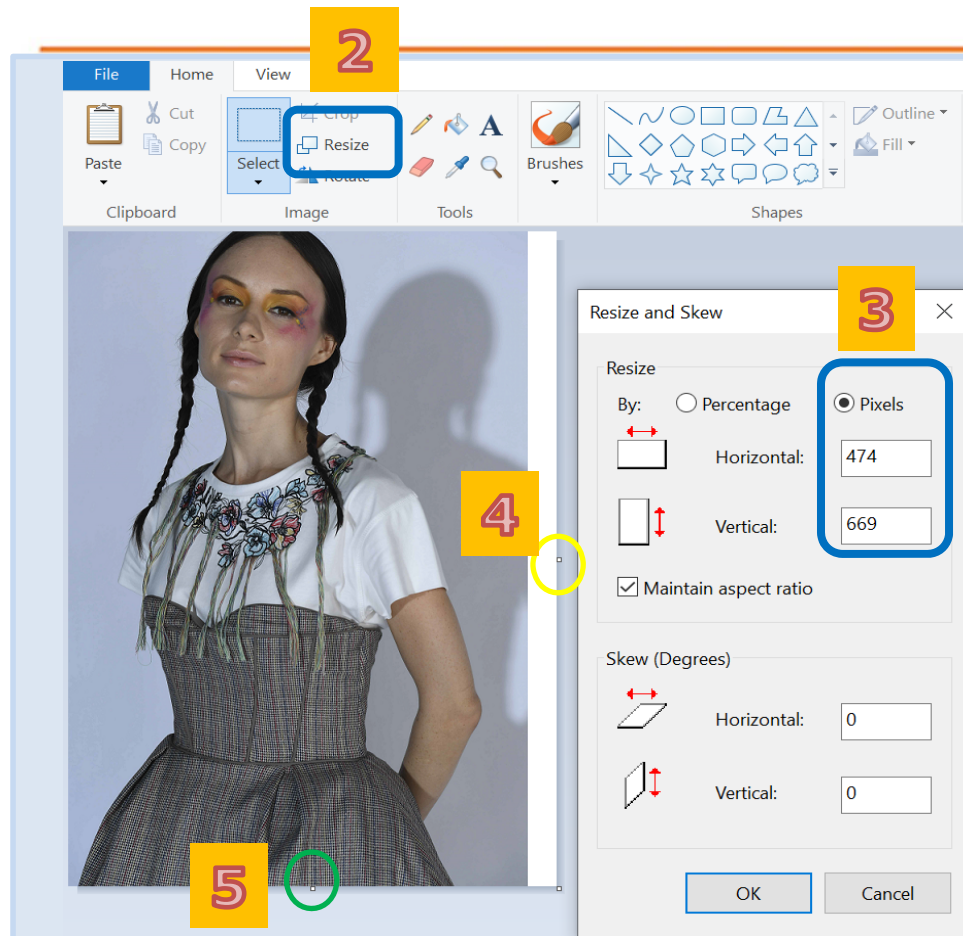 2
File Home View
Cut
Copy
Paste
Clipboard
Select
Crop
Resize
Rotate
Image
A
Tools
Brushes
Outline
Fill
Shapes
Resize and Skew
3
Resize
By: Percentage Pixels
Horizontal: 474
Vertical: 669
Maintain aspect ratio
4
Skew (Degrees)
Horizontal: 0
Vertical: 0
5
OK Cancel